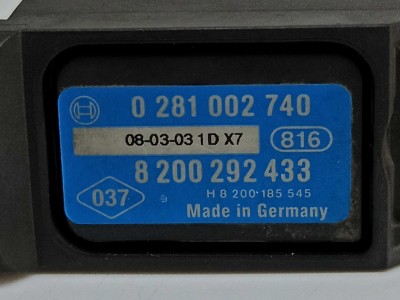 0 281 002 740
08-03-03 1D X7
816
8 200 292 433
037
H 8 200·185 545
Made in Germany